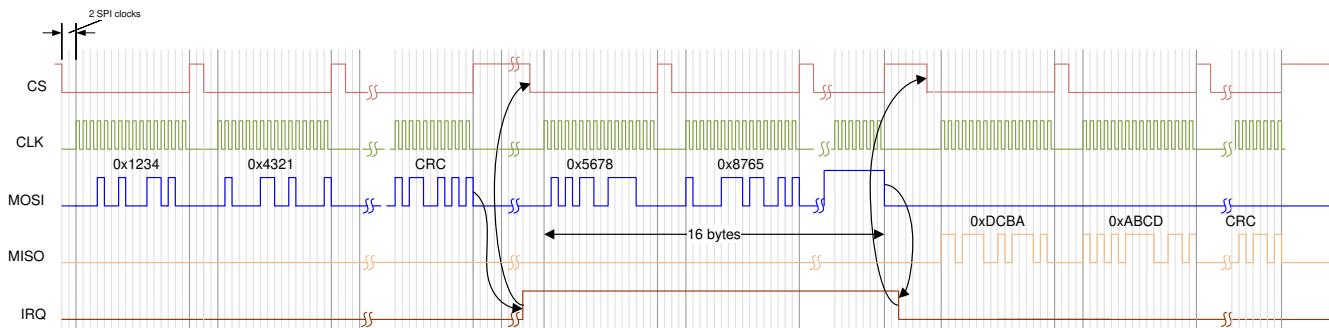 2 SPI clocks
CS
CLK
0x1234
0x4321
CRC
0x5678
0x8765
MOSI
0xDCBA
0xABCD
CRC
16 bytes
MISO
IRQ